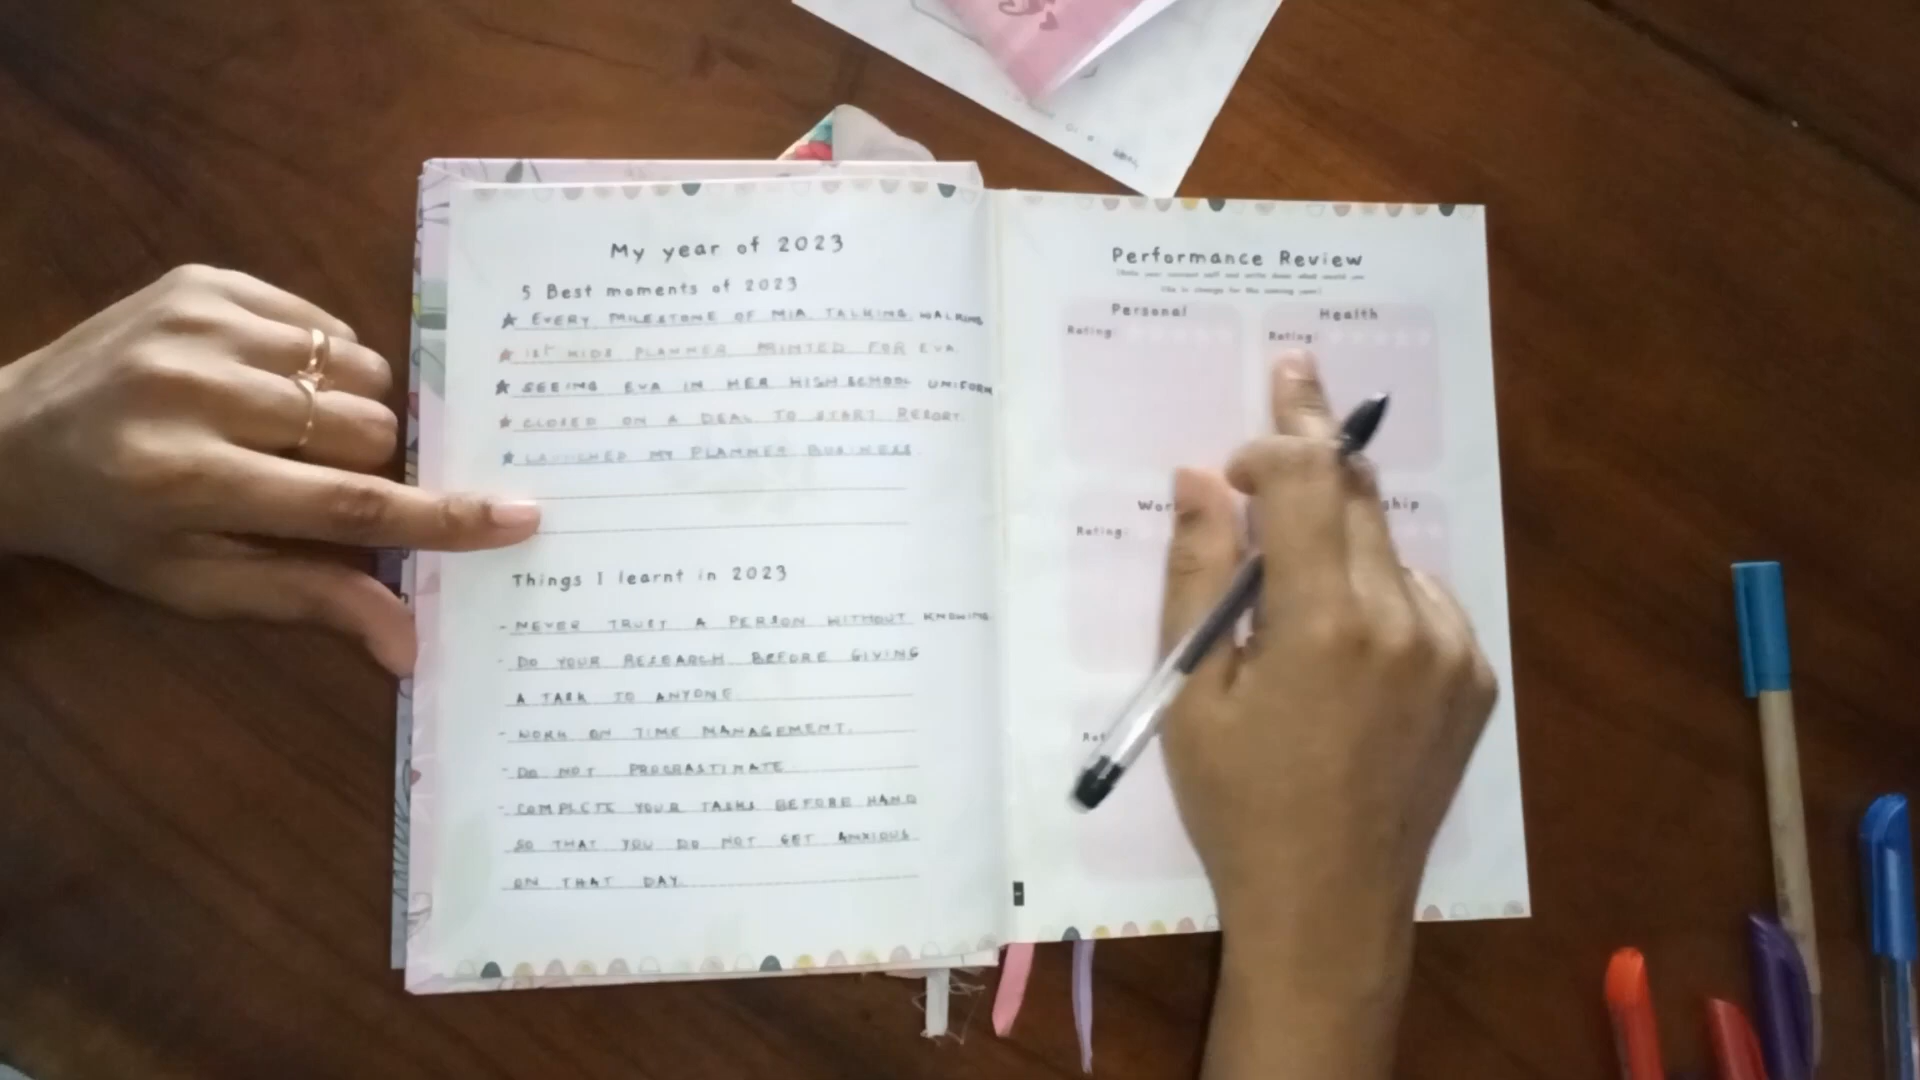 My year of 2023
5 Best moments of 2023
EVERY MILESTONE OF MIA TALKING WALKING
1st KIDS PLANNER PRINTED FOR EVA.
SEEING EVA IN HER HIGH SCHOOL UNIFORM
CLOSED ON A DEAL TO START RESORT.
LAUNCHED MY PLANNER BUSINESS.
Things I learnt in 2023
- NEVER TRUST A PERSON WITHOUT KNOWING
- DO YOUR RESEARCH BEFORE GIVING
A TASK TO ANYONE
- WORK ON TIME MANAGEMENT.
- DO NOT PROCRASTINATE
- COMPLETE YOUR TASKS BEFORE HAND
SO THAT YOU DO NOT GET ANXIOUS
ON THAT DAY.
Performance Review
Personal
Rating:
Health
Rating:
Rating: